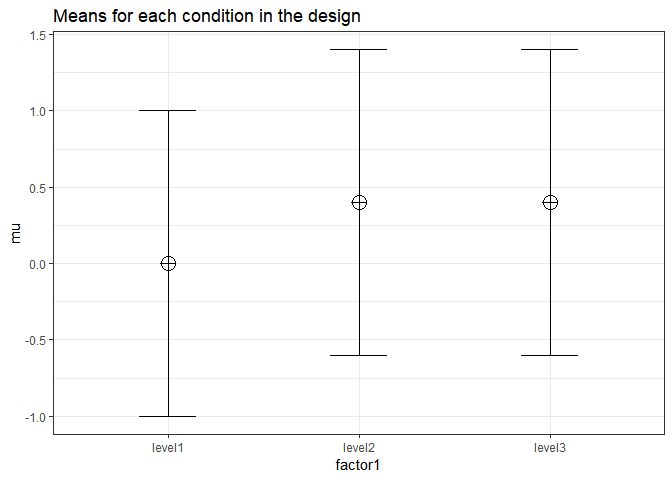 Means for each condition in the design
1.5
1.0
0.5
0.0
-0.5
-1.0
mu
level1 level2 level3
factor1